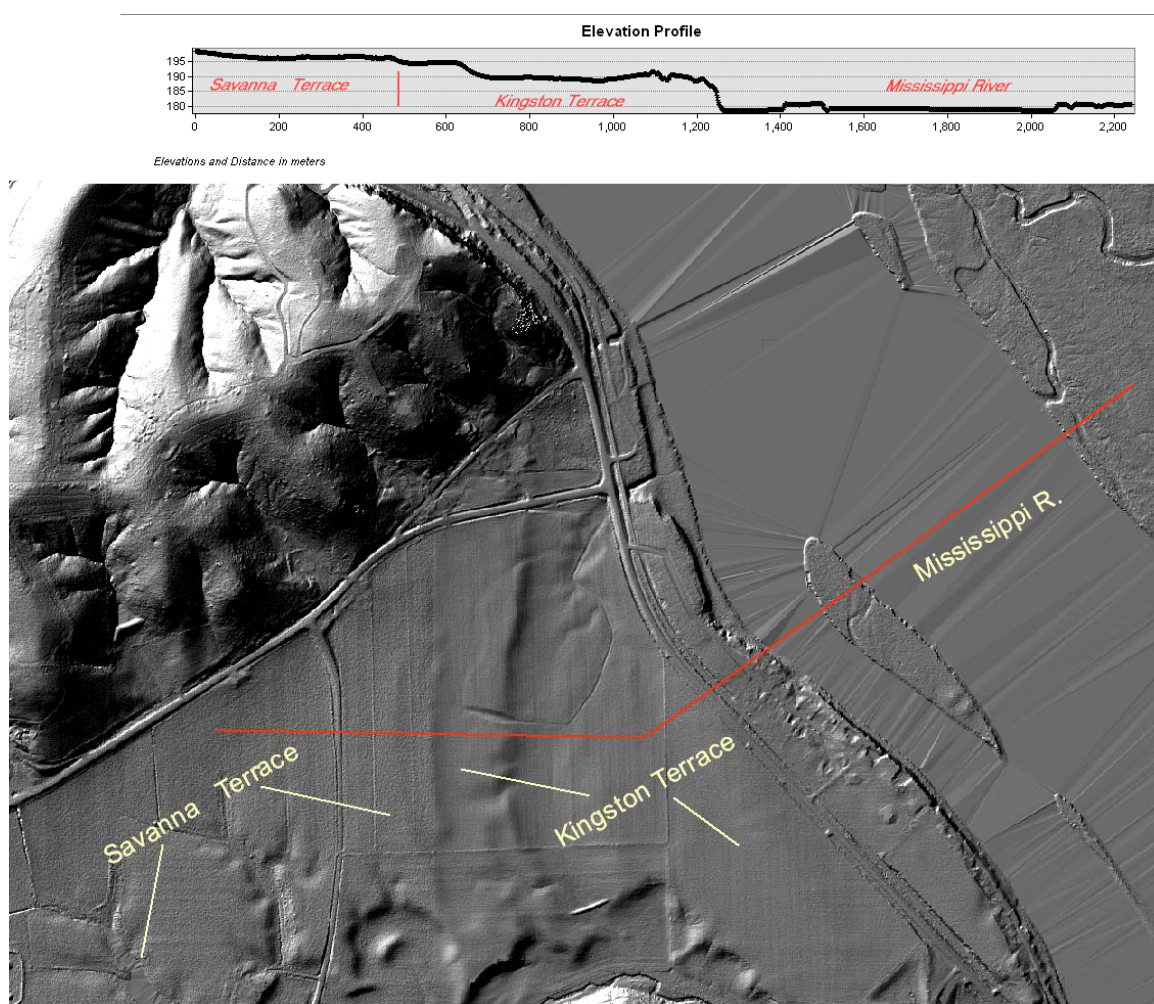 Elevation Profile
195
190
185
180
Savanna Terrace
Kingston Terrace
Mississippi River
0 200 400 600 800 1,000 1,200 1,400 1,600 1,800 2,000 2,200
Elevations and Distance in meters
Mississippi R.
Savanna Terrace
Kingston Terrace